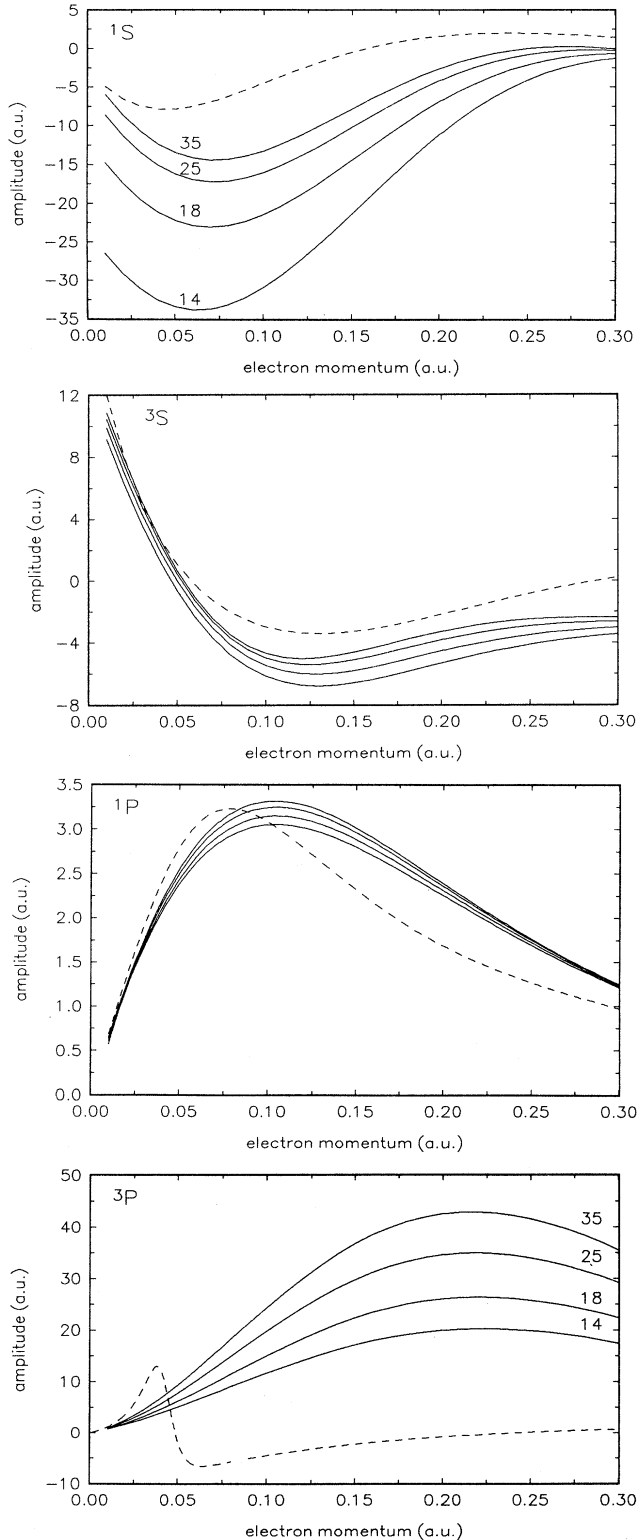 5
0
−5
−10
−15
−20
−25
−30
−35
amplitude (a.u.)
1S
35
25
18
14
0.00 0.05 0.10 0.15 0.20 0.25 0.30
electron momentum (a.u.)
12
8
4
0
−4
−8
amplitude (a.u.)
3S
0.00 0.05 0.10 0.15 0.20 0.25 0.30
electron momentum (a.u.)
3.5
3.0
2.5
2.0
1.5
1.0
0.5
0.0
amplitude (a.u.)
1P
0.00 0.05 0.10 0.15 0.20 0.25 0.30
electron momentum (a.u.)
50
40
30
20
10
0
−10
amplitude (a.u.)
3P
35
25
18
14
0.00 0.05 0.10 0.15 0.20 0.25 0.30
electron momentum (a.u.)